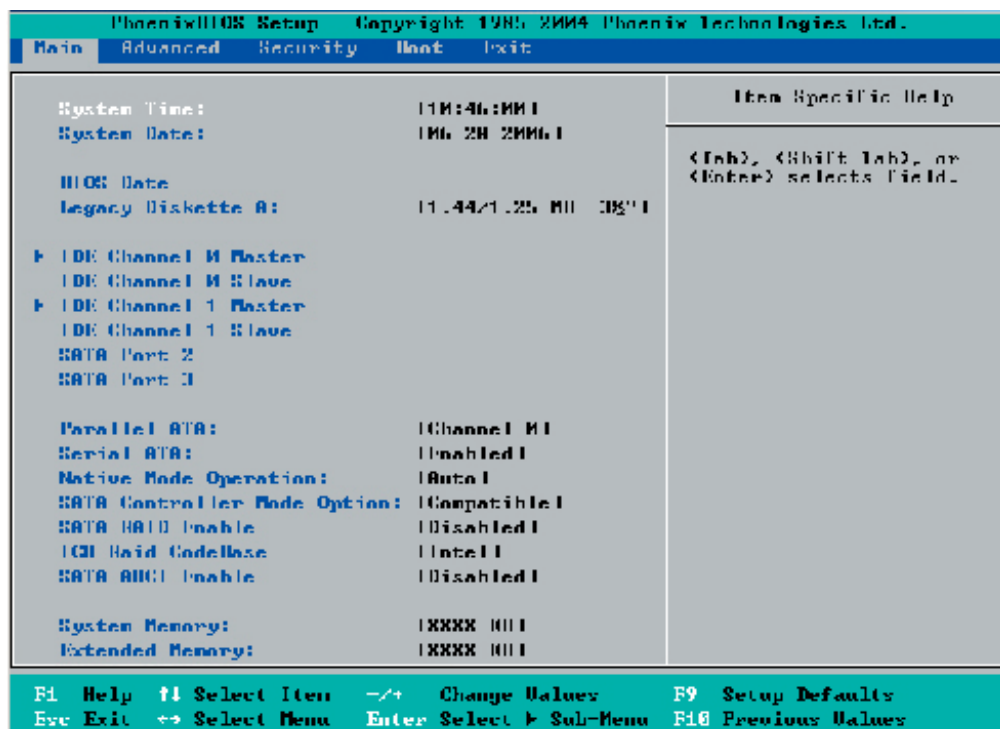 PhoenixBIOS Setup Copyright 1985-2004 Phoenix Technologies Ltd.
Main Advanced Security Boot Exit
System Time: [10:46:00]
System Date:
BIOS Date
Legacy Diskette A: [1.44/1.25 MB 3½"]
▶ IDE Channel 0 Master
IDE Channel 0 Slave
▶ IDE Channel 1 Master
IDE Channel 1 Slave
SATA Port 2
SATA Port 3
Parallel ATA: [Channel 0]
Serial ATA: [Enabled]
Native Mode Operation: [Auto]
SATA Controller Mode Option: [Compatible]
SATA RAID Enable [Disabled]
ICH Raid CodeBase [Intel]
SATA AHCI Enable [Disabled]
System Memory: [XXXX KB]
Extended Memory: [XXXX KB]
Item Specific Help
<Tab>, <Shift-Tab>, or
<Enter> selects field.
F1 Help ↑↓ Select Item -/+ Change Values F9 Setup Defaults
Esc Exit ↔ Select Menu Enter Select ▶ Sub-Menu F10 Previous Values